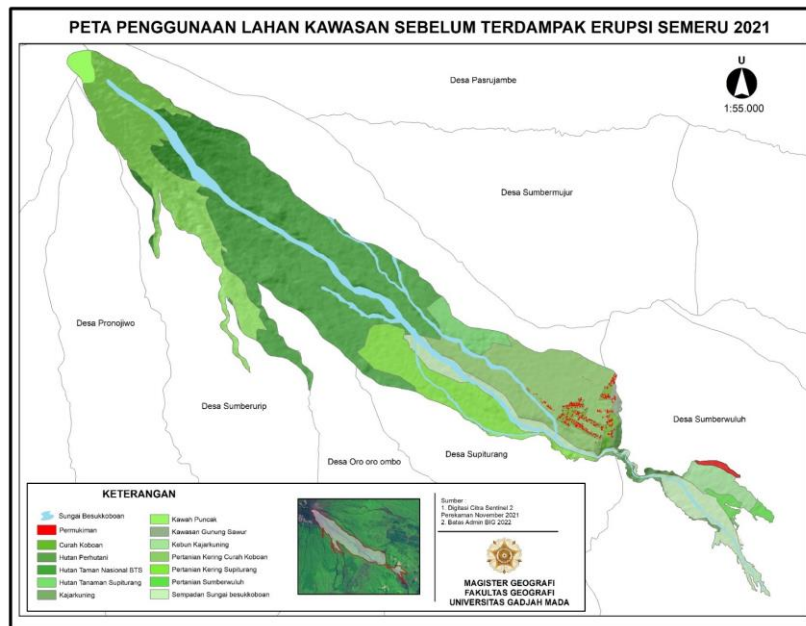 PETA PENGGUNAAN LAHAN KAWASAN SEBELUM TERDAMPAK ERUPSI SEMERU 2021
U
1:55.000
Desa Pasrujambe
Desa Sumbermujur
Desa Pronojiwo
Desa Sumberurip
Desa Oro oro ombo
Desa Supiturang
Desa Sumberwuluh
KETERANGAN
Sungai Besukkoboan
Permukiman
Curah Koboan
Hutan Perhutani
Hutan Taman Nasional BTS
Hutan Tanaman Supiturang
Kajarkuning
Kawah Puncak
Kawasan Gunung Sawur
Kebun Kajarkuning
Pertanian Kering Curah Koboan
Pertanian Kering Supiturang
Pertanian Sumberwuluh
Sempadan Sungai besukkoboan
Sumber :
1. Digitasi Citra Sentinel 2
Perekaman November 2021
2. Batas Admin BIG 2022
MAGISTER GEOGRAFI
FAKULTAS GEOGRAFI
UNIVERSITAS GADJAH MADA